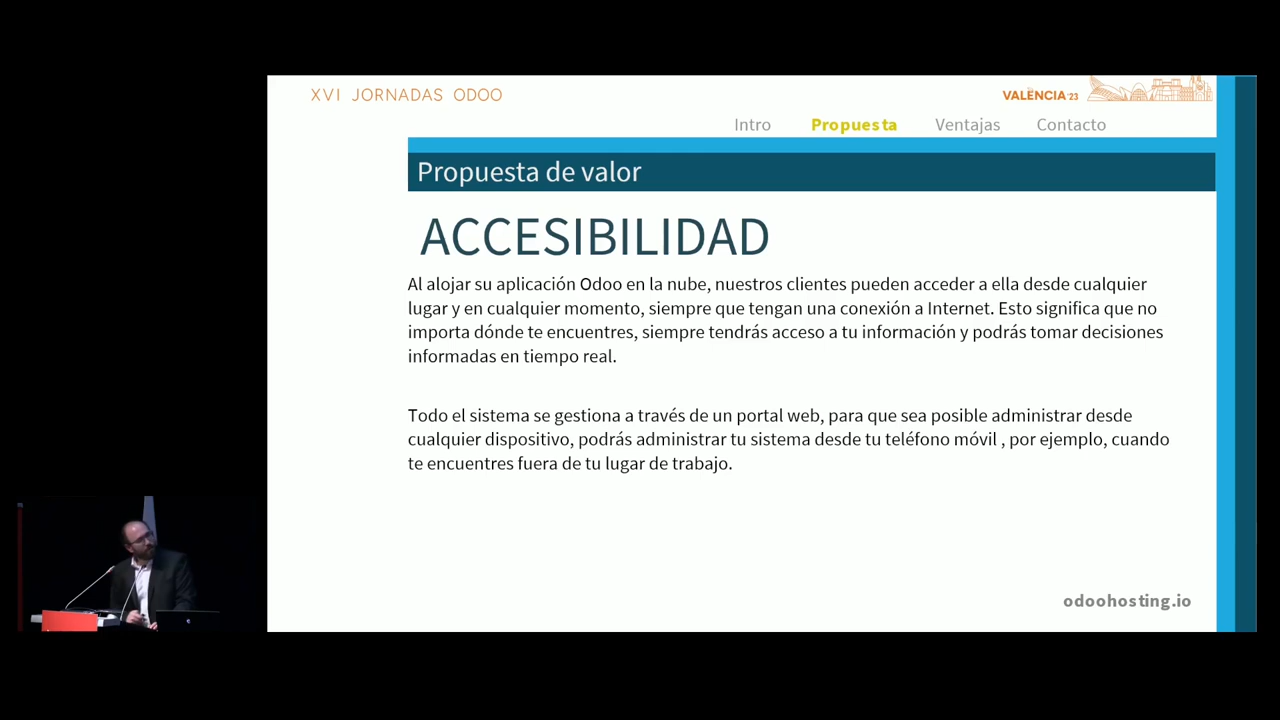 XVI JORNADAS ODOO
VALÈNCIA '23
Intro Propuesta Ventajas Contacto
Propuesta de valor
ACCESIBILIDAD
Al alojar su aplicación Odoo en la nube, nuestros clientes pueden acceder a ella desde cualquier
lugar y en cualquier momento, siempre que tengan una conexión a Internet. Esto significa que no
importa dónde te encuentres, siempre tendrás acceso a tu información y podrás tomar decisiones
informadas en tiempo real.
Todo el sistema se gestiona a través de un portal web, para que sea posible administrar desde
cualquier dispositivo, podrás administrar tu sistema desde tu teléfono móvil , por ejemplo, cuando
te encuentres fuera de tu lugar de trabajo.
odoohosting.io